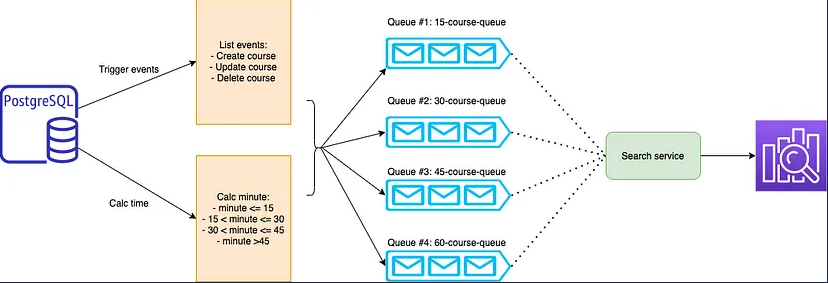 PostgreSQL
Trigger events
Calc time
List events:
- Create course
- Update course
- Delete course
Calc minute:
- minute <= 15
- 15 < minute <= 30
- 30 < minute <= 45
- minute >45
Queue #1: 15-course-queue
Queue #2: 30-course-queue
Queue #3: 45-course-queue
Queue #4: 60-course-queue
Search service